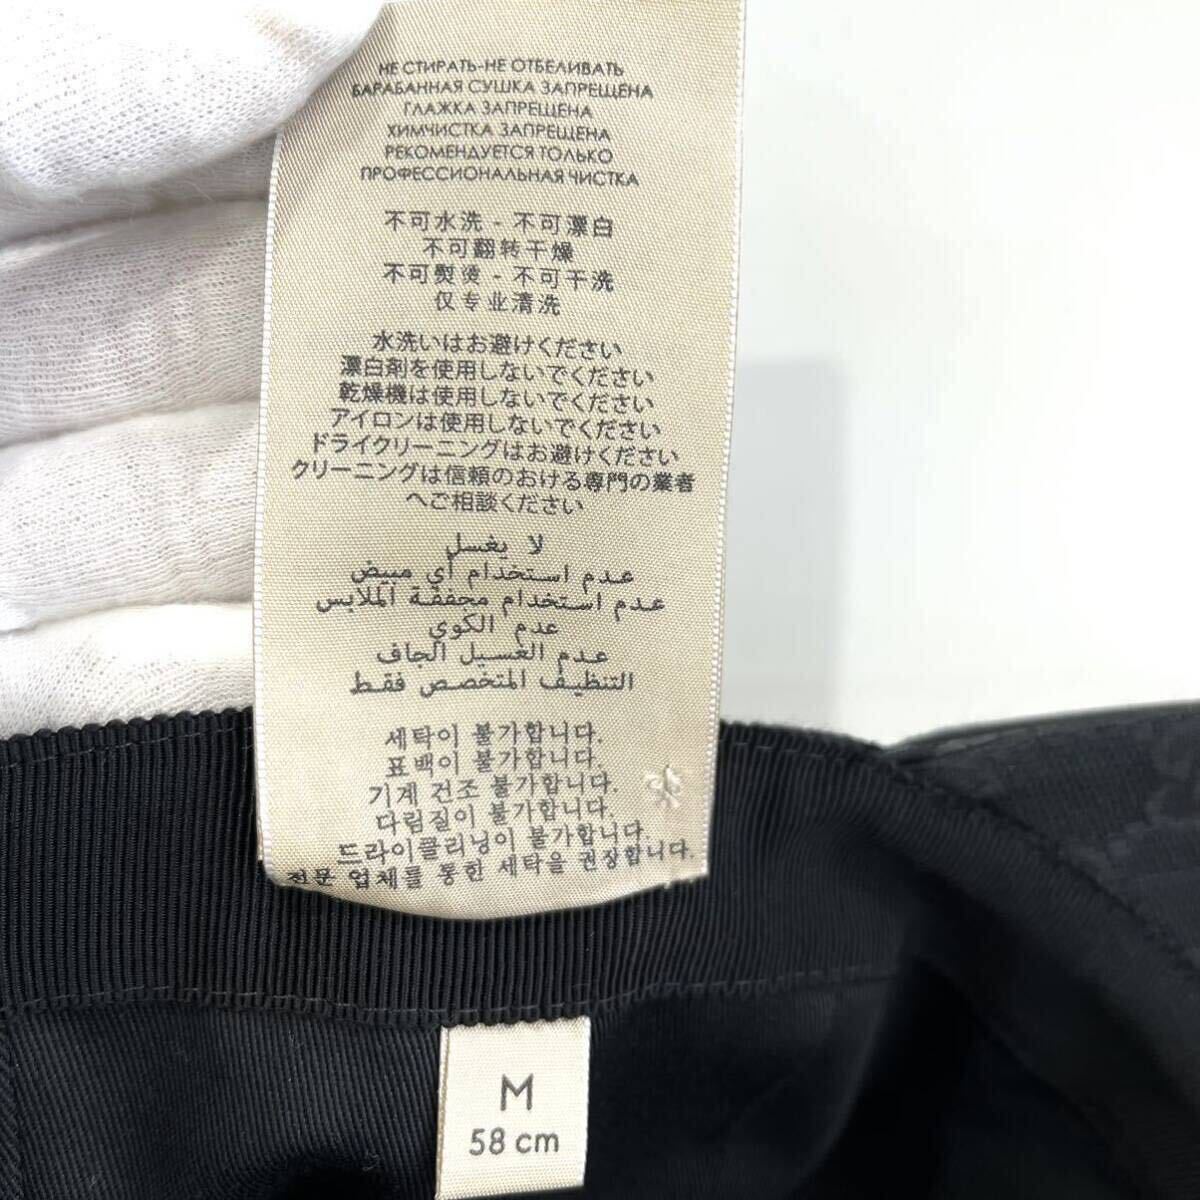 НЕ СТИРАТЬ-НЕ ОТБЕЛИВАТЬ
БАРАБАННАЯ СУШКА ЗАПРЕЩЕНА
ГЛАЖКА ЗАПРЕЩЕНА
ХИМЧИСТКА ЗАПРЕЩЕНА
РЕКОМЕНДУЕТСЯ ТОЛЬКО
ПРОФЕССИОНАЛЬНАЯ ЧИСТКА
不可水洗 - 不可漂白
不可翻转干燥
不可熨烫 - 不可干洗
仅专业清洗
水洗いはお避けください
漂白剤を使用しないでください
乾燥機は使用しないでください
アイロンは使用しないでください
ドライクリーニングはお避けください
クリーニングは信頼のおける専門の業者
へご相談ください
لا يغسل
عدم استخدام أي مبيض
عدم استخدام مجففة الملابس
عدم الكوي
عدم الغسيل الجاف
التنظيف المتخصص فقط
세탁이 불가합니다.
표백이 불가합니다.
기계 건조 불가합니다.
다림질이 불가합니다.
드라이클리닝이 불가합니다.
전문 업체를 통한 세탁을 권장합니다.
M
58 cm